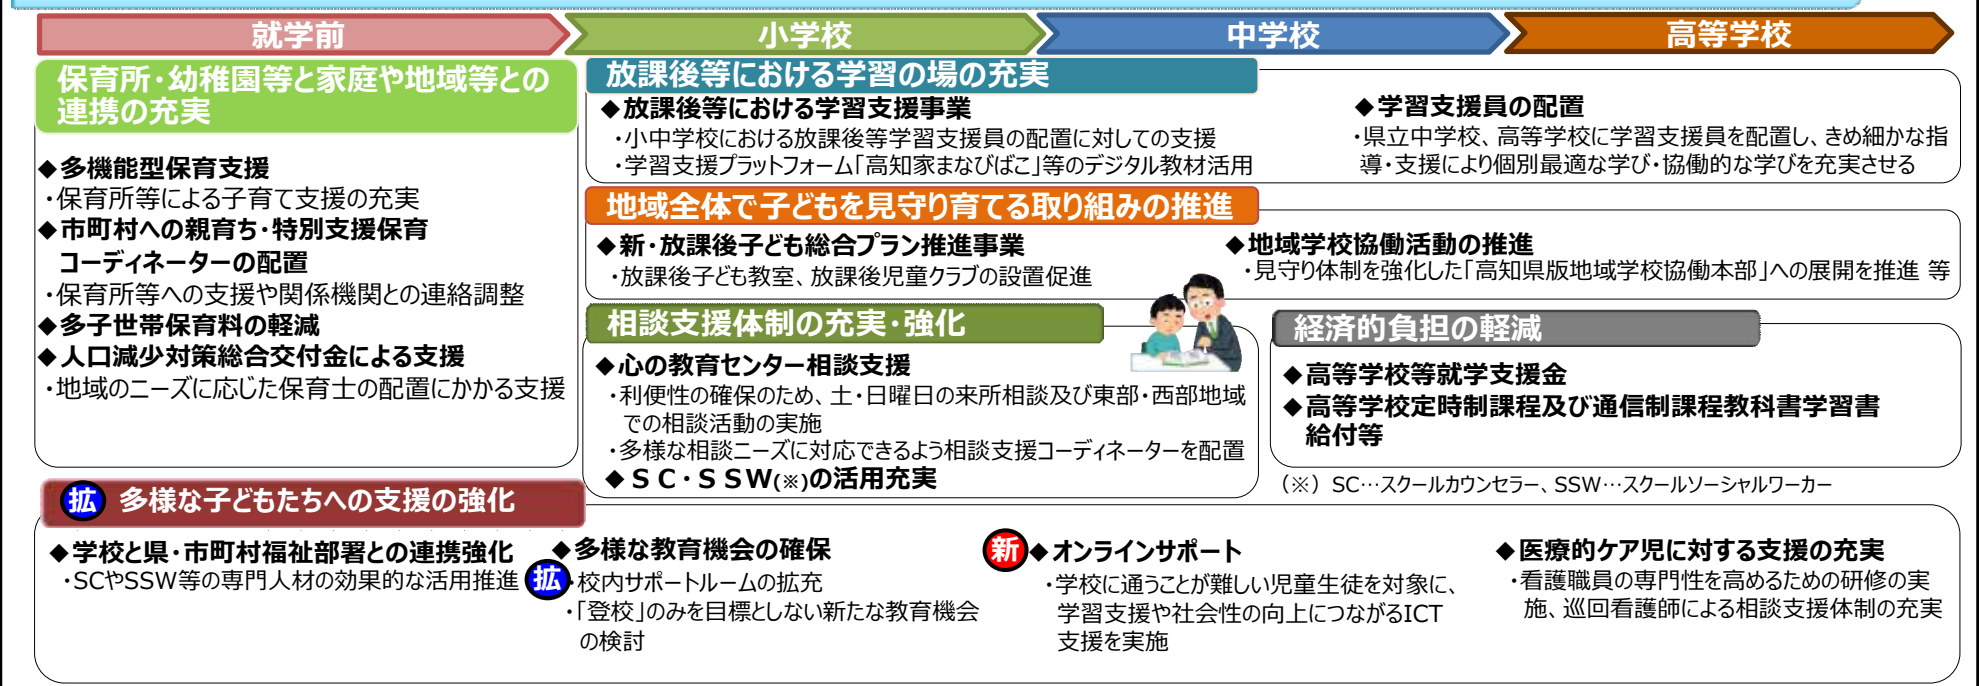 就学前
小学校
中学校
高等学校
保育所・幼稚園等と家庭や地域等との
連携の充実
◆多機能型保育支援
・保育所等による子育て支援の充実
◆市町村への親育ち・特別支援保育
コーディネーターの配置
・保育所等への支援や関係機関との連絡調整
◆多子世帯保育料の軽減
◆人口減少対策総合交付金による支援
・地域のニーズに応じた保育士の配置にかかる支援
放課後等における学習の場の充実
◆放課後等における学習支援事業
・小中学校における放課後等学習支援員の配置に対しての支援
・学習支援プラットフォーム「高知家まなびばこ」等のデジタル教材活用
◆学習支援員の配置
・県立中学校、高等学校に学習支援員を配置し、きめ細かな指
導・支援により個別最適な学び・協働的な学びを充実させる
地域全体で子どもを見守り育てる取り組みの推進
◆新・放課後子ども総合プラン推進事業
・放課後子ども教室、放課後児童クラブの設置促進
◆地域学校協働活動の推進
・見守り体制を強化した「高知県版地域学校協働本部」への展開を推進 等
相談支援体制の充実・強化
◆心の教育センター相談支援
・利便性の確保のため、土・日曜日の来所相談及び東部・西部地域
での相談活動の実施
・多様な相談ニーズに対応できるよう相談支援コーディネーターを配置
◆ＳＣ・ＳＳＷ(※)の活用充実
経済的負担の軽減
◆高等学校等就学支援金
◆高等学校定時制課程及び通信制課程教科書学習書
給付等
（※）SC…スクールカウンセラー、SSW…スクールソーシャルワーカー
拡 多様な子どもたちへの支援の強化
◆学校と県・市町村福祉部署との連携強化
・SCやSSW等の専門人材の効果的な活用推進
◆多様な教育機会の確保
拡 ・校内サポートルームの拡充
・「登校」のみを目標としない新たな教育機会
の検討
新 ◆オンラインサポート
・学校に通うことが難しい児童生徒を対象に、
学習支援や社会性の向上につながるICT
支援を実施
◆医療的ケア児に対する支援の充実
・看護職員の専門性を高めるための研修の実
施、巡回看護師による相談支援体制の充実